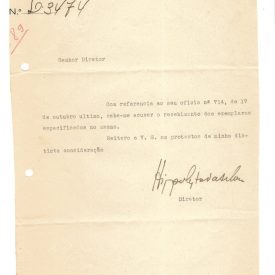 N.º 23474
89
Senhor Diretor
Com referencia ao seu oficio nº 714, de 17
de outubro ultimo, cabe-me acusar o recebimento dos exemplares
especificados no mesmo.
Reitero a V. S. os protestos de minha dis-
tinta consideração
Diretor